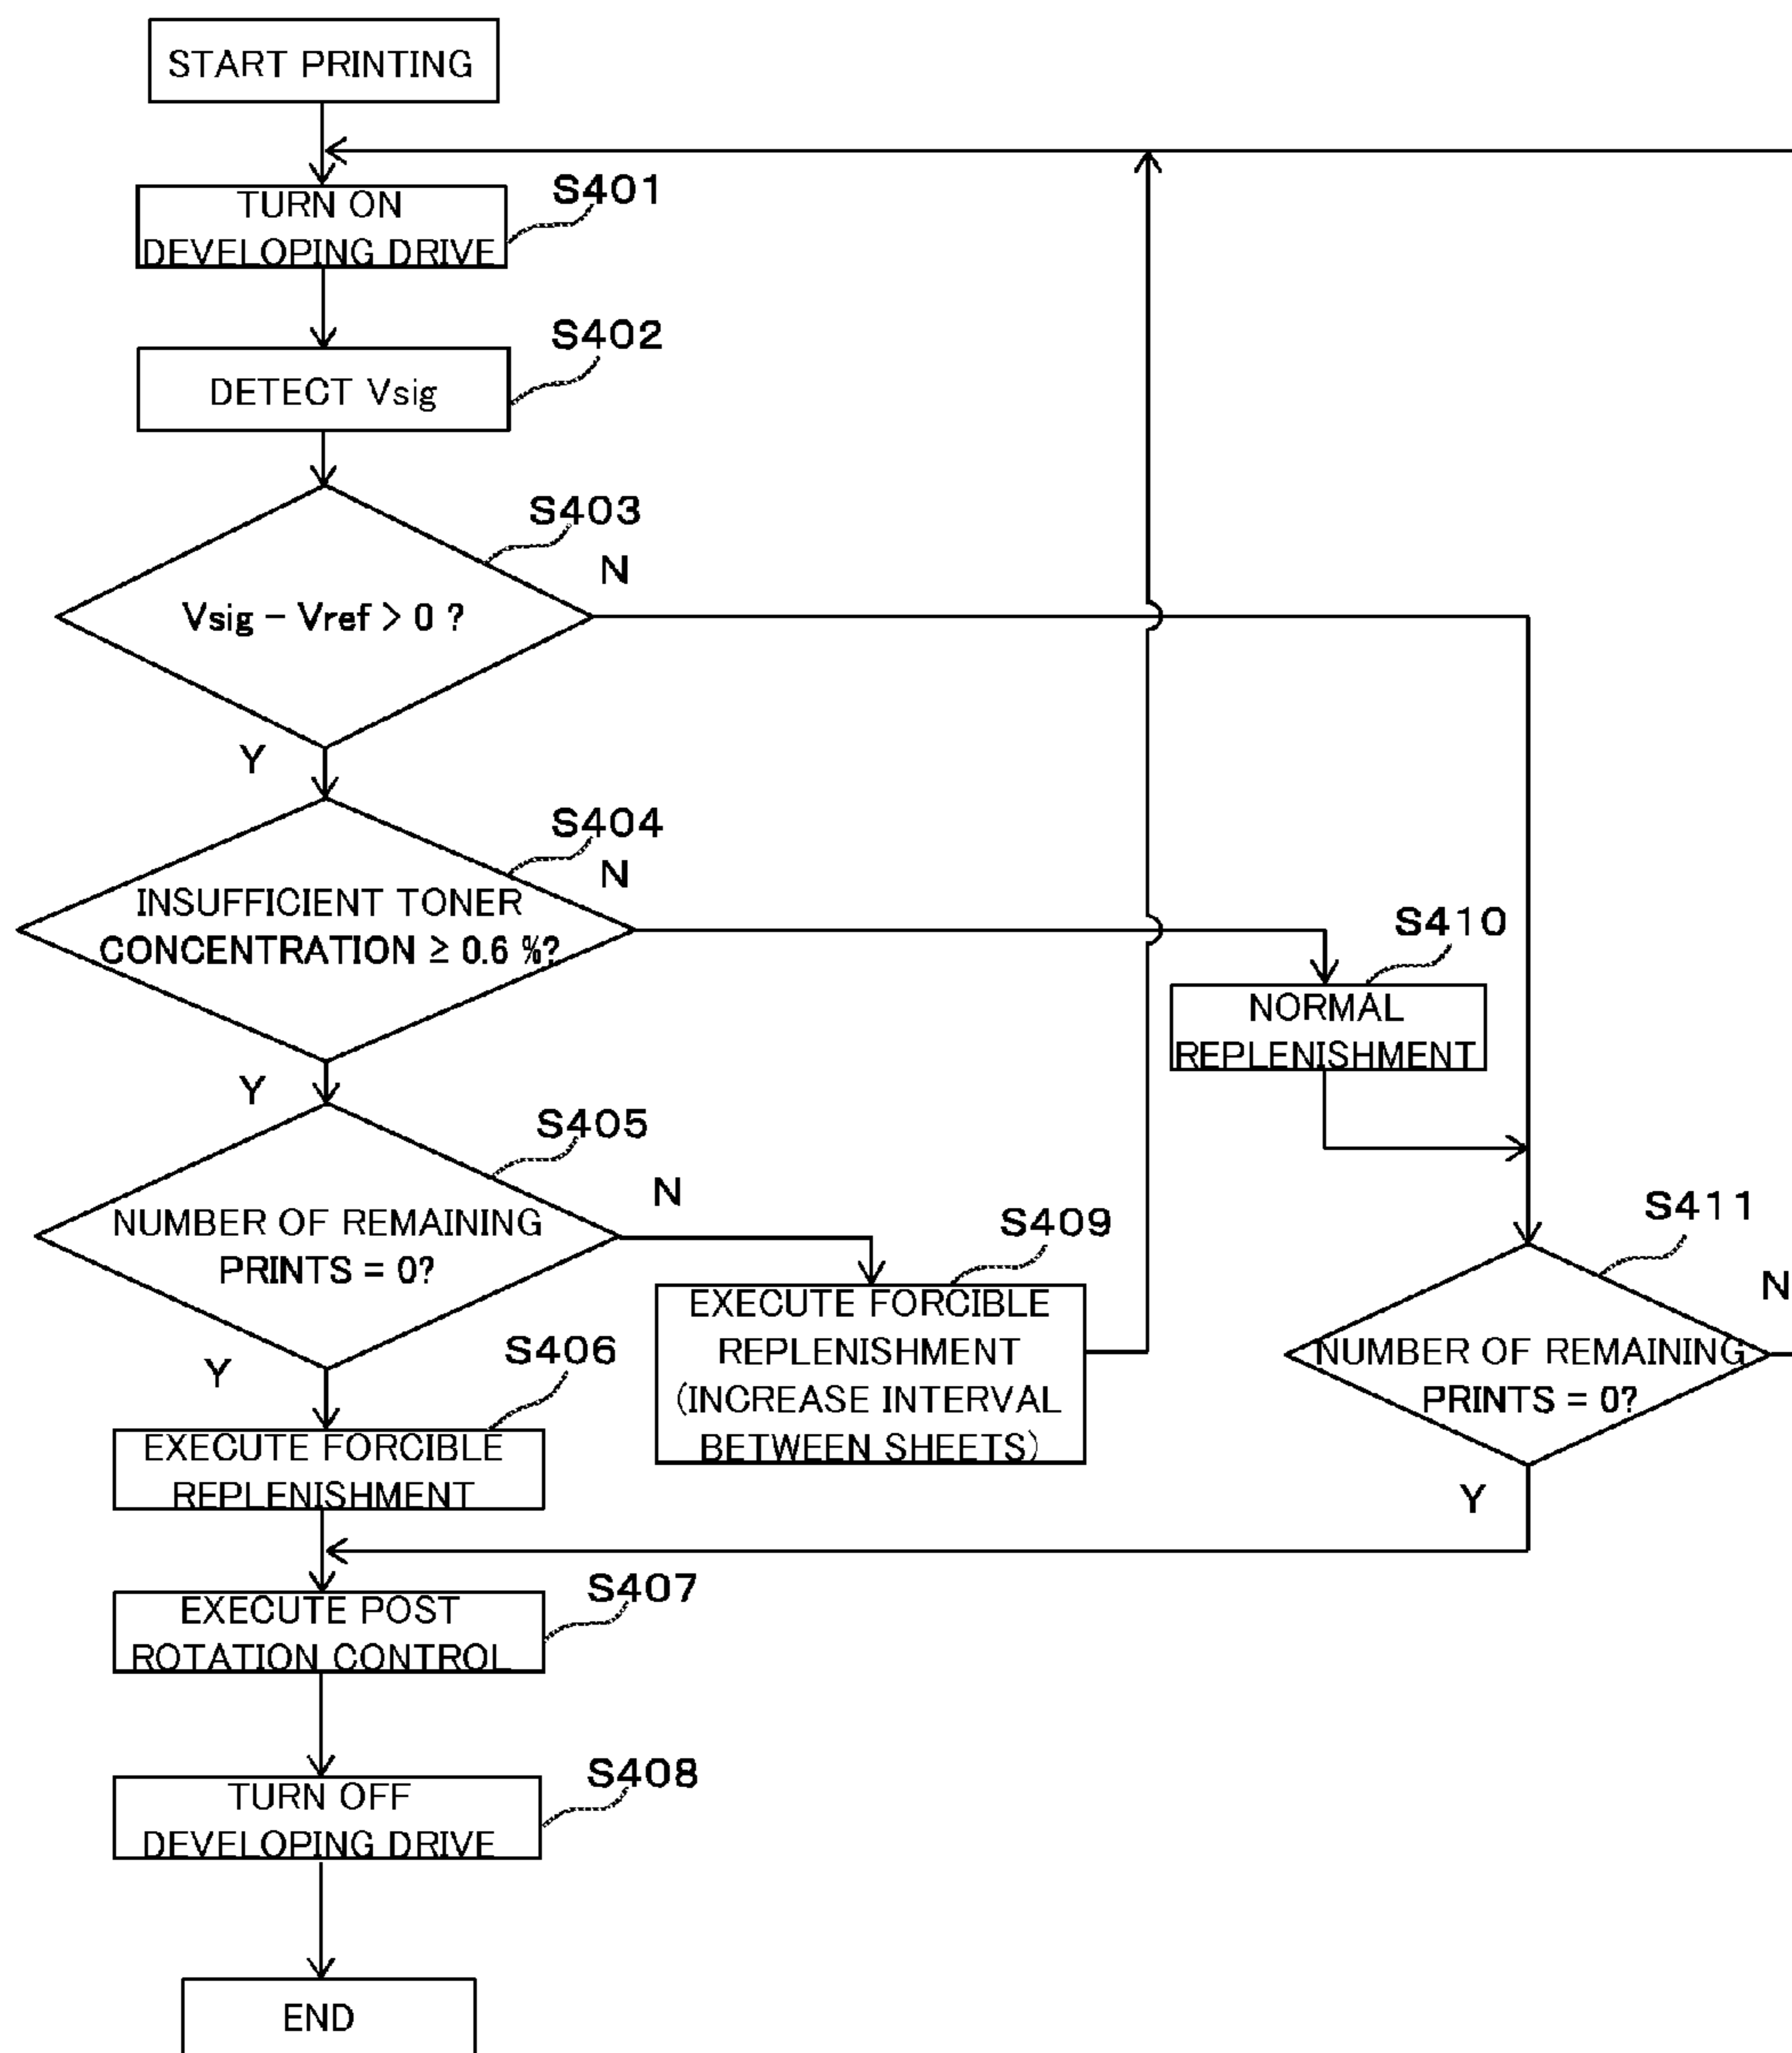 START PRINTING
S401
TURN ON
DEVELOPING DRIVE
S402
DETECT Vsig
S403
N
Vsig − Vref > 0 ?
Y
S404
N
INSUFFICIENT TONER
CONCENTRATION ≥ 0.6 %?
S410
NORMAL
REPLENISHMENT
Y
S405
N
NUMBER OF REMAINING
PRINTS = 0?
S409
EXECUTE FORCIBLE
REPLENISHMENT
(INCREASE INTERVAL
BETWEEN SHEETS)
S411
N
NUMBER OF REMAINING
PRINTS = 0?
Y
Y
S406
EXECUTE FORCIBLE
REPLENISHMENT
S407
EXECUTE POST
ROTATION CONTROL
S408
TURN OFF
DEVELOPING DRIVE
END